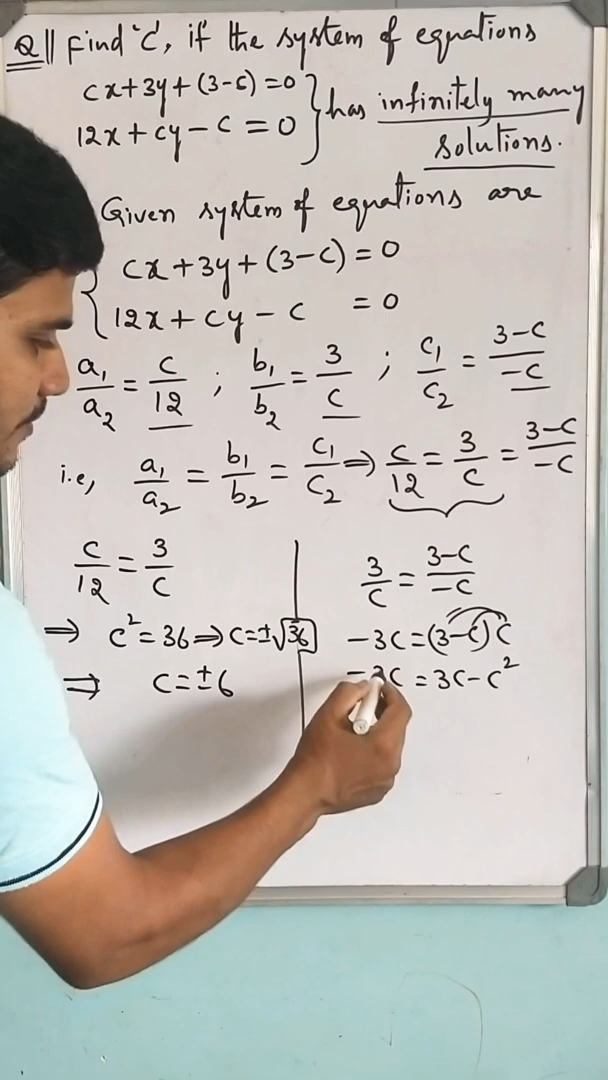 Q|| Find 'C', if the system of equations
cx+3y+(3-c)=0
12x+cy-c=0 } has infinitely many solutions.
Given system of equations are
cx+3y+(3-c)=0
12x+cy-c =0
a₁/a₂ = c/12 ; b₁/b₂ = 3/c ; c₁/c₂ = 3-c/-c
i.e, a₁/a₂ = b₁/b₂ = c₁/c₂ ⇒ c/12 = 3/c = 3-c/-c
c/12 = 3/c
⇒ c²=36 ⇒ c=±√36
⇒ c=±6
3/c = 3-c/-c
-3c=(3-c)c
-3c=3c-c²